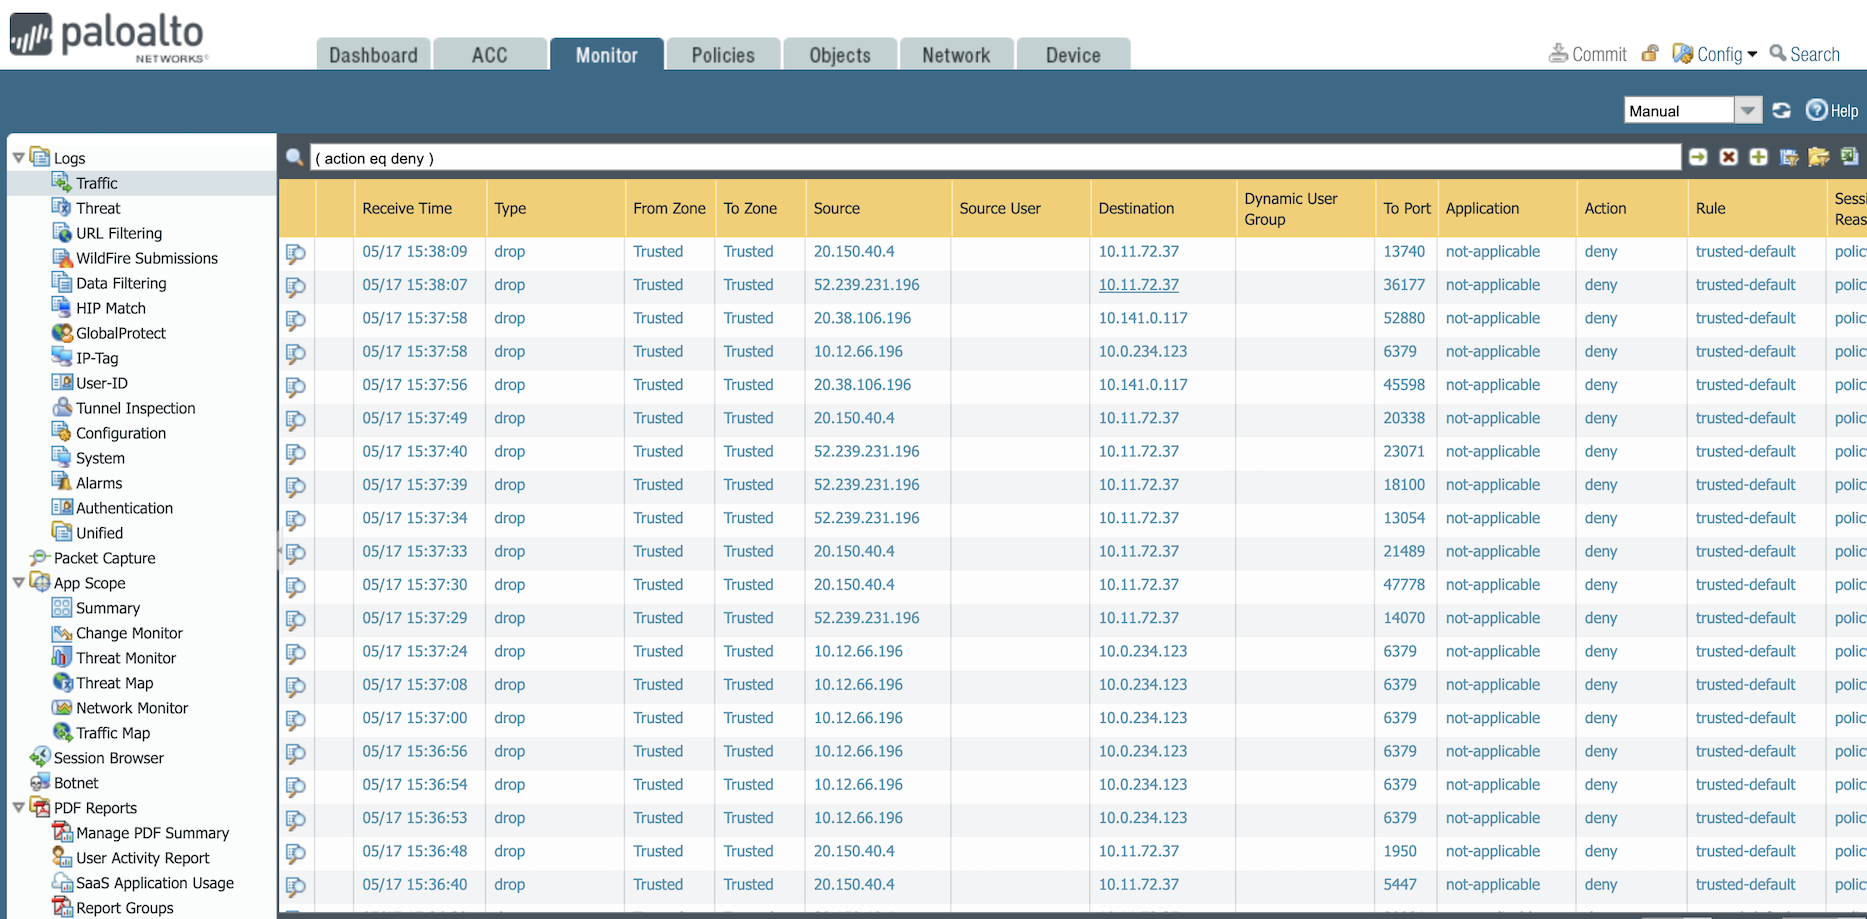 paloalto
NETWORKS®
Dashboard ACC Monitor Policies Objects Network Device
Commit Config Search
Manual Help
Logs
Traffic
Threat
URL Filtering
WildFire Submissions
Data Filtering
HIP Match
GlobalProtect
IP-Tag
User-ID
Tunnel Inspection
Configuration
System
Alarms
Authentication
Unified
Packet Capture
App Scope
Summary
Change Monitor
Threat Monitor
Threat Map
Network Monitor
Traffic Map
Session Browser
Botnet
PDF Reports
Manage PDF Summary
User Activity Report
SaaS Application Usage
Report Groups
( action eq deny )
Receive Time Type From Zone To Zone Source Source User Destination Dynamic User Group To Port Application Action Rule Sessi Reas
05/17 15:38:09 drop Trusted Trusted 20.150.40.4 10.11.72.37 13740 not-applicable deny trusted-default polic
05/17 15:38:07 drop Trusted Trusted 52.239.231.196 10.11.72.37 36177 not-applicable deny trusted-default polic
05/17 15:37:58 drop Trusted Trusted 20.38.106.196 10.141.0.117 52880 not-applicable deny trusted-default polic
05/17 15:37:58 drop Trusted Trusted 10.12.66.196 10.0.234.123 6379 not-applicable deny trusted-default polic
05/17 15:37:56 drop Trusted Trusted 20.38.106.196 10.141.0.117 45598 not-applicable deny trusted-default polic
05/17 15:37:49 drop Trusted Trusted 20.150.40.4 10.11.72.37 20338 not-applicable deny trusted-default polic
05/17 15:37:40 drop Trusted Trusted 52.239.231.196 10.11.72.37 23071 not-applicable deny trusted-default polic
05/17 15:37:39 drop Trusted Trusted 52.239.231.196 10.11.72.37 18100 not-applicable deny trusted-default polic
05/17 15:37:34 drop Trusted Trusted 52.239.231.196 10.11.72.37 13054 not-applicable deny trusted-default polic
05/17 15:37:33 drop Trusted Trusted 20.150.40.4 10.11.72.37 21489 not-applicable deny trusted-default polic
05/17 15:37:30 drop Trusted Trusted 20.150.40.4 10.11.72.37 47778 not-applicable deny trusted-default polic
05/17 15:37:29 drop Trusted Trusted 52.239.231.196 10.11.72.37 14070 not-applicable deny trusted-default polic
05/17 15:37:24 drop Trusted Trusted 10.12.66.196 10.0.234.123 6379 not-applicable deny trusted-default polic
05/17 15:37:08 drop Trusted Trusted 10.12.66.196 10.0.234.123 6379 not-applicable deny trusted-default polic
05/17 15:37:00 drop Trusted Trusted 10.12.66.196 10.0.234.123 6379 not-applicable deny trusted-default polic
05/17 15:36:56 drop Trusted Trusted 10.12.66.196 10.0.234.123 6379 not-applicable deny trusted-default polic
05/17 15:36:54 drop Trusted Trusted 10.12.66.196 10.0.234.123 6379 not-applicable deny trusted-default polic
05/17 15:36:53 drop Trusted Trusted 10.12.66.196 10.0.234.123 6379 not-applicable deny trusted-default polic
05/17 15:36:48 drop Trusted Trusted 20.150.40.4 10.11.72.37 1950 not-applicable deny trusted-default polic
05/17 15:36:40 drop Trusted Trusted 20.150.40.4 10.11.72.37 5447 not-applicable deny trusted-default polic